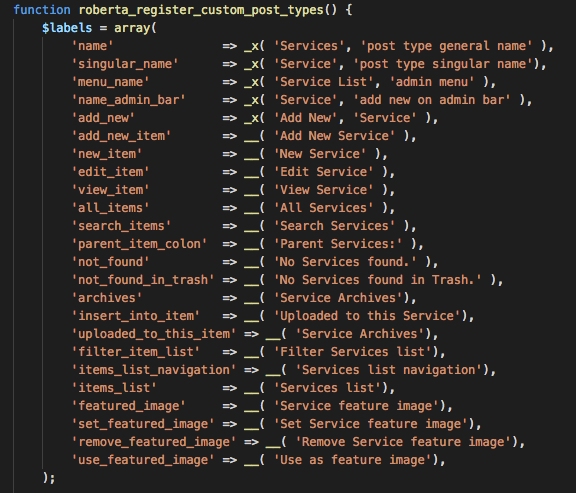 function roberta_register_custom_post_types() {
    $labels = array(
        'name'               => _x( 'Services', 'post type general name' ),
        'singular_name'      => _x( 'Service', 'post type singular name'),
        'menu_name'          => _x( 'Service List', 'admin menu' ),
        'name_admin_bar'     => _x( 'Service', 'add new on admin bar' ),
        'add_new'            => _x( 'Add New', 'Service' ),
        'add_new_item'       => __( 'Add New Service' ),
        'new_item'           => __( 'New Service' ),
        'edit_item'          => __( 'Edit Service' ),
        'view_item'          => __( 'View Service' ),
        'all_items'          => __( 'All Services' ),
        'search_items'       => __( 'Search Services' ),
        'parent_item_colon'  => __( 'Parent Services:' ),
        'not_found'          => __( 'No Services found.' ),
        'not_found_in_trash' => __( 'No Services found in Trash.' ),
        'archives'           => __( 'Service Archives'),
        'insert_into_item'   => __( 'Uploaded to this Service'),
        'uploaded_to_this_item' => __( 'Service Archives'),
        'filter_item_list'   => __( 'Filter Services list'),
        'items_list_navigation' => __( 'Services list navigation'),
        'items_list'         => __( 'Services list'),
        'featured_image'     => __( 'Service feature image'),
        'set_featured_image' => __( 'Set Service feature image'),
        'remove_featured_image' => __( 'Remove Service feature image'),
        'use_featured_image' => __( 'Use as feature image'),
    );